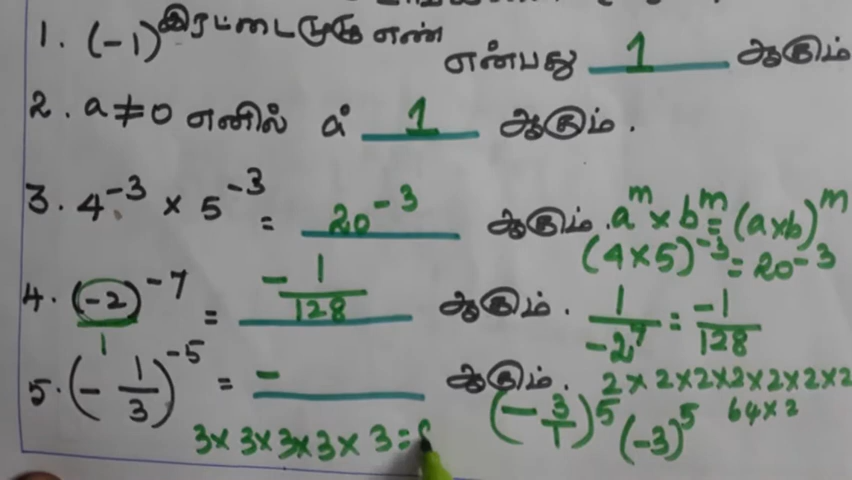 1. (-1)^இரட்டைமுழு எண் என்பது 1 ஆகும்
2. a ≠ 0 எனில் a⁰ 1 ஆகும்.
3. 4⁻³ × 5⁻³ = 20⁻³ ஆகும். aᵐ × bᵐ = (a×b)ᵐ
(4×5)⁻³ = 20⁻³
4. (-2)⁻⁷ = -1/128 ஆகும். 1/-2⁷ = -1/128
1
5. (-1/3)⁻⁵ = - ஆகும். 2×2×2×2×2×2×2
(-3/1)⁵ (-3)⁵ 64×2
3×3×3×3×3=